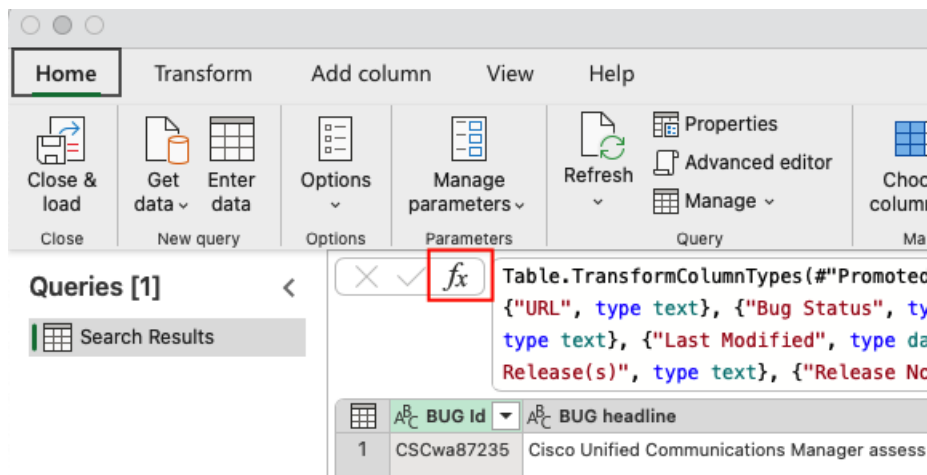 Home Transform Add column View Help
Close & load
Get data
Enter data
Options
Manage parameters
Refresh
Properties
Advanced editor
Manage
Close New query Options Parameters Query
Queries [1]
Search Results
fx
Table.TransformColumnTypes(#"Promoted
{"URL", type text}, {"Bug Status",
type text}, {"Last Modified", type
Release(s)", type text}, {"Release
ABC BUG Id ABC BUG headline
1 CSCwa87235 Cisco Unified Communications Manager assess